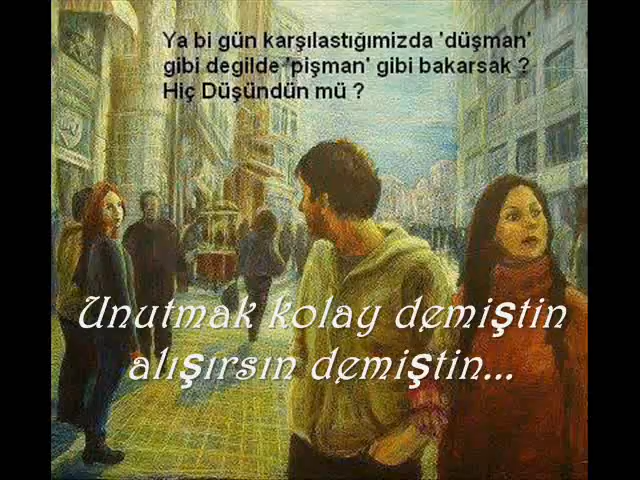 Ya bi gün karşılastığımızda 'düşman'
gibi degilde 'pişman' gibi bakarsak ?
Hiç Düşündün mü ?
Unutmak kolay demiştin
alışırsın demiştin...